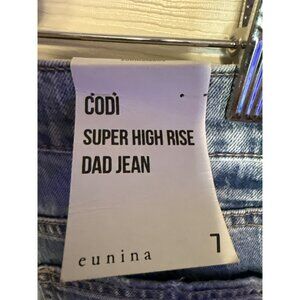 CODI
SUPER HIGH RISE
DAD JEAN
eunina 7